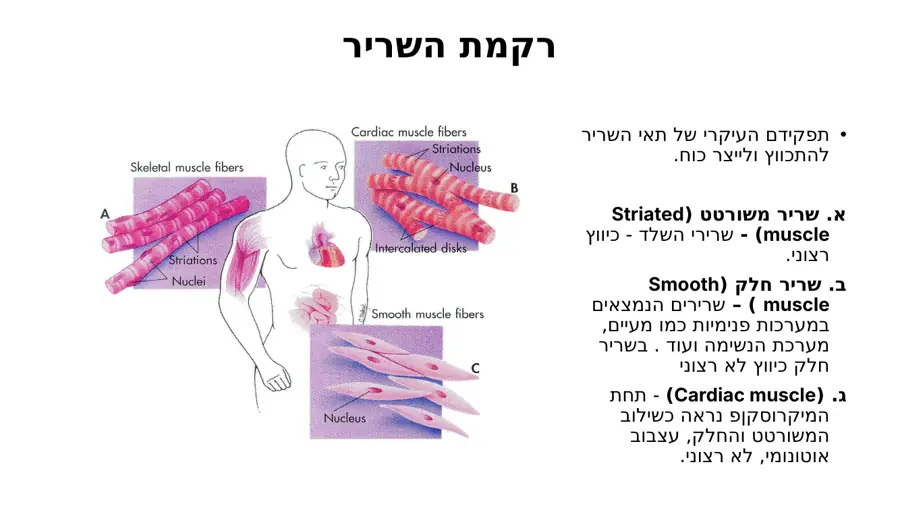 רקמת השריר
• תפקידם העיקרי של תאי השריר
להתכווץ ולייצר כוח.
א. שריר משורטט (Striated
muscle) - שרירי השלד - כיווץ
רצוני.
ב. שריר חלק (Smooth
muscle ) – שרירים הנמצאים
במערכות פנימיות כמו מעיים,
מערכת הנשימה ועוד . בשריר
חלק כיווץ לא רצוני
ג. (Cardiac muscle) - תחת
המיקרוסקןפ נראה כשילוב
המשורטט והחלק, עצבוב
אוטונומי, לא רצוני.
Skeletal muscle fibers
A
Striations
Nuclei
Cardiac muscle fibers
Striations
Nucleus
B
Intercalated disks
Smooth muscle fibers
C
Nucleus